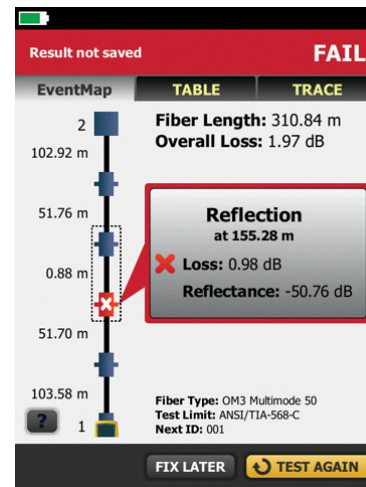 Result not saved
FAIL
EventMap
TABLE
TRACE
2
102.92 m
51.76 m
0.88 m
51.70 m
103.58 m
1
?
Fiber Length: 310.84 m
Overall Loss: 1.97 dB
Reflection
at 155.28 m
Loss: 0.98 dB
Reflectance: -50.76 dB
Fiber Type: OM3 Multimode 50
Test Limit: ANSI/TIA-568-C
Next ID: 001
FIX LATER
TEST AGAIN